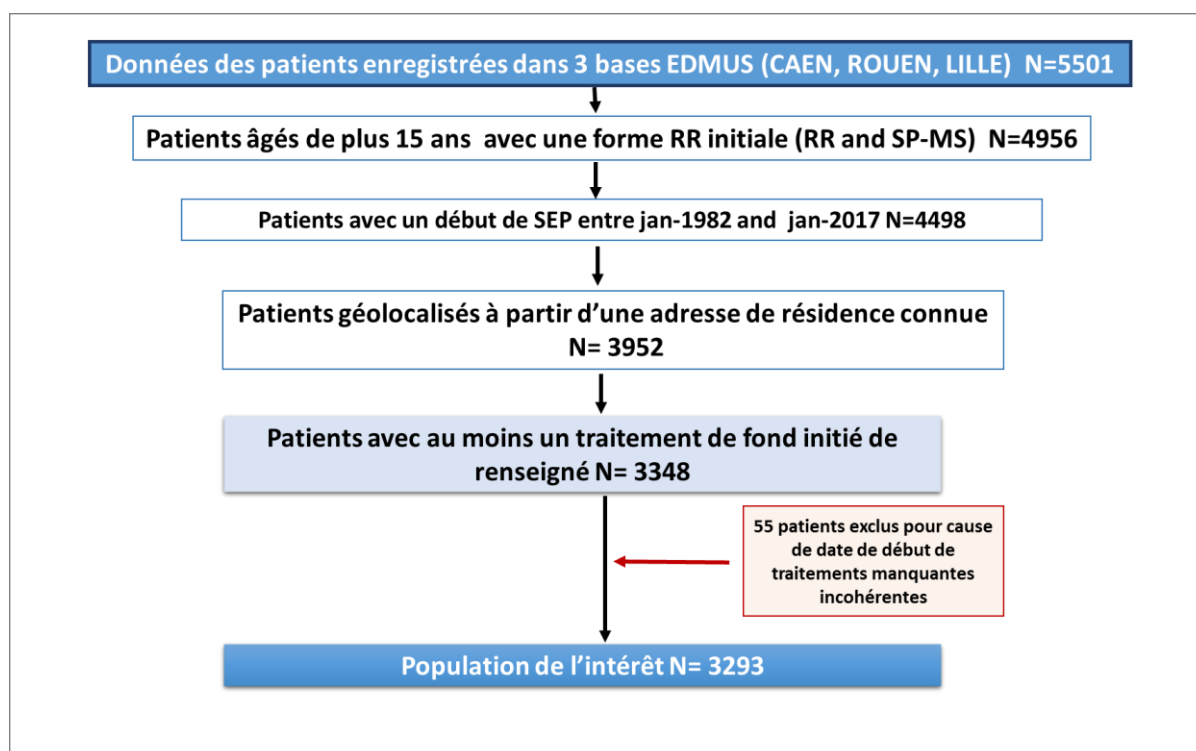 Données des patients enregistrées dans 3 bases EDMUS (CAEN, ROUEN, LILLE) N=5501
Patients âgés de plus 15 ans avec une forme RR initiale (RR and SP-MS) N=4956
Patients avec un début de SEP entre jan-1982 and jan-2017 N=4498
Patients géolocalisés à partir d’une adresse de résidence connue
N= 3952
Patients avec au moins un traitement de fond initié de
renseigné N= 3348
55 patients exclus pour cause
de date de début de
traitements manquantes
incohérentes
Population de l’intérêt N= 3293